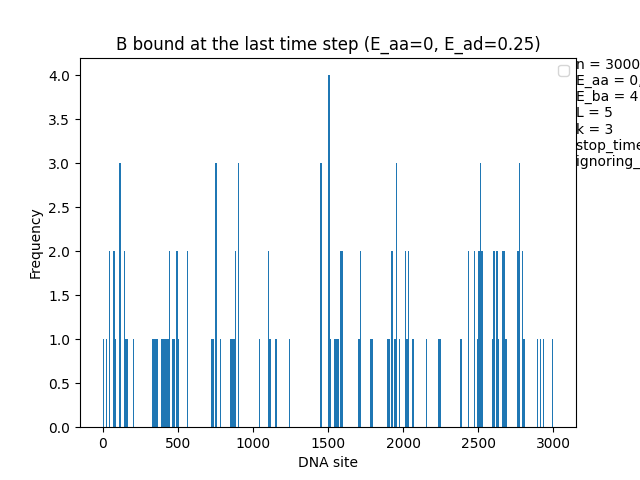 B bound at the last time step (E_aa=0, E_ad=0.25)
n = 3000
E_aa = 0,
E_ba = 4
L = 5
k = 3
stop_time
ignoring_
4.0
3.5
3.0
2.5
2.0
1.5
1.0
0.5
0.0
Frequency
0 500 1000 1500 2000 2500 3000
DNA site